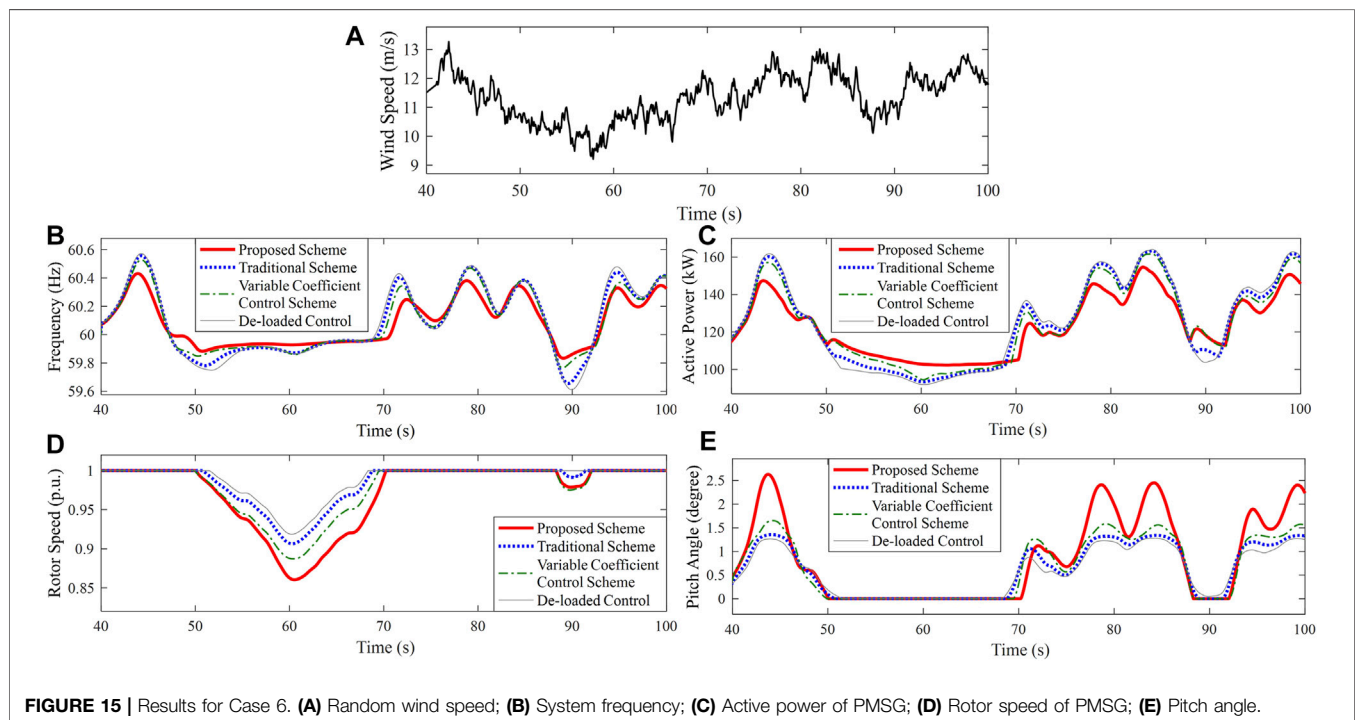 A
Wind Speed (m/s)
13
12
11
10
9
40 50 60 70 80 90 100
Time (s)
B
Frequency (Hz)
60.6
60.4
60.2
60
59.8
59.6
Proposed Scheme
Traditional Scheme
Variable Coefficient
Control Scheme
De-loaded Control
40 50 60 70 80 90 100
Time (s)
C
Active Power (kW)
160
140
120
100
Proposed Scheme
Traditional Scheme
Variable Coefficient
Control Scheme
De-loaded Control
40 50 60 70 80 90 100
Time (s)
D
Rotor Speed (p.u.)
1
0.95
0.9
0.85
Proposed Scheme
Traditional Scheme
Variable Coefficient
Control Scheme
De-loaded Control
40 50 60 70 80 90 100
Time (s)
E
Pitch Angle (degree)
2.5
2
1.5
1
0.5
0
Proposed Scheme
Traditional Scheme
Variable Coefficient
Control Scheme
De-loaded Control
40 50 60 70 80 90 100
Time (s)
FIGURE 15 | Results for Case 6. (A) Random wind speed; (B) System frequency; (C) Active power of PMSG; (D) Rotor speed of PMSG; (E) Pitch angle.